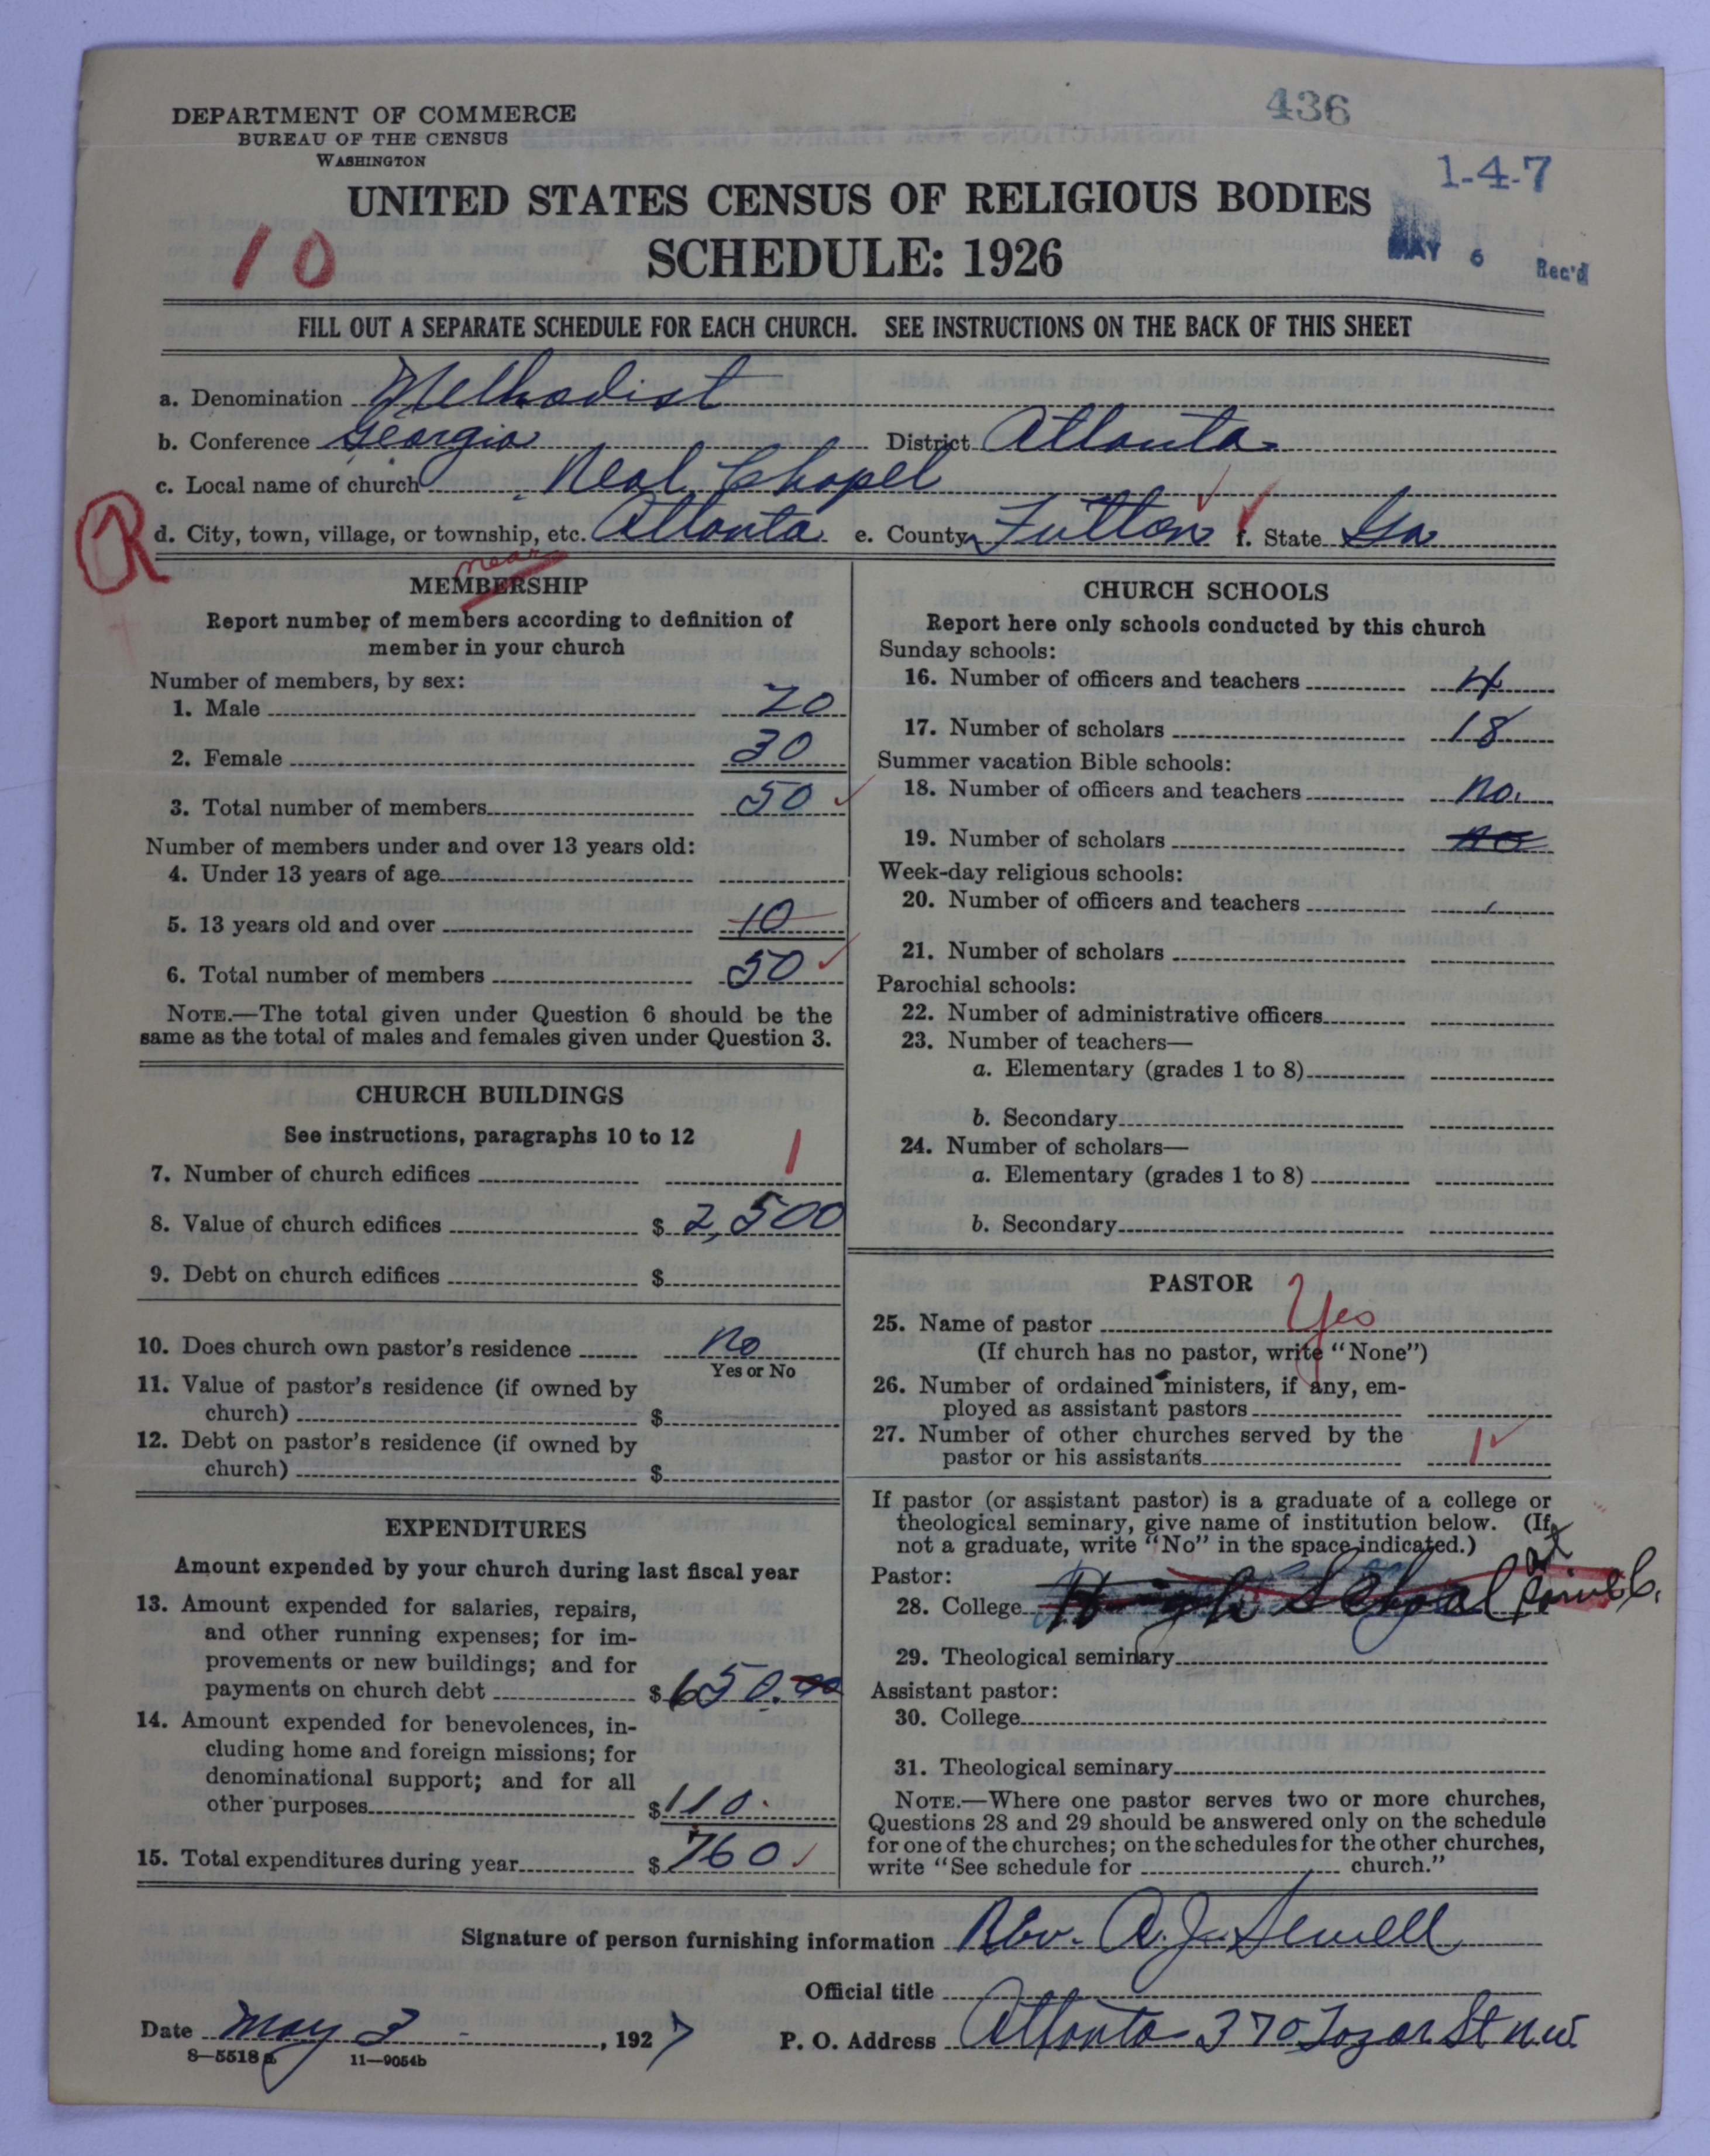 436
DEPARTMENT OF COMMERCE
BUREAU OF THE CENSUS
WASHINGTON
1-4-7
UNITED STATES CENSUS OF RELIGIOUS BODIES
SCHEDULE: 1926
10
MAY 6 Rec'd
FILL OUT A SEPARATE SCHEDULE FOR EACH CHURCH. SEE INSTRUCTIONS ON THE BACK OF THIS SHEET
a. Denomination Methodist
b. Conference Georgia District Atlanta
c. Local name of church Neal Chapel
R
d. City, town, village, or township, etc. Atlanta e. County Fulton f. State Ga
near
MEMBERSHIP
Report number of members according to definition of
member in your church
Number of members, by sex:
1. Male 20
2. Female 30
3. Total number of members 50
Number of members under and over 13 years old:
4. Under 13 years of age
5. 13 years old and over 10
6. Total number of members 50
NOTE.—The total given under Question 6 should be the
same as the total of males and females given under Question 3.
CHURCH BUILDINGS
See instructions, paragraphs 10 to 12
7. Number of church edifices 1
8. Value of church edifices $ 2,500
9. Debt on church edifices $
10. Does church own pastor's residence No
Yes or No
11. Value of pastor's residence (if owned by
church) $
12. Debt on pastor's residence (if owned by
church) $
EXPENDITURES
Amount expended by your church during last fiscal year
13. Amount expended for salaries, repairs,
and other running expenses; for im-
provements or new buildings; and for
payments on church debt $ 650.00
14. Amount expended for benevolences, in-
cluding home and foreign missions; for
denominational support; and for all
other purposes $ 110.
15. Total expenditures during year $ 760
CHURCH SCHOOLS
Report here only schools conducted by this church
Sunday schools:
16. Number of officers and teachers 4
17. Number of scholars 18
Summer vacation Bible schools:
18. Number of officers and teachers no.
19. Number of scholars no
Week-day religious schools:
20. Number of officers and teachers
21. Number of scholars
Parochial schools:
22. Number of administrative officers
23. Number of teachers—
a. Elementary (grades 1 to 8)
b. Secondary
24. Number of scholars—
a. Elementary (grades 1 to 8)
b. Secondary
PASTOR
25. Name of pastor Yes
(If church has no pastor, write "None")
26. Number of ordained ministers, if any, em-
ployed as assistant pastors
27. Number of other churches served by the
pastor or his assistants 1
If pastor (or assistant pastor) is a graduate of a college or
theological seminary, give name of institution below. (If
not a graduate, write "No" in the space indicated.)
Pastor:
28. College High School at
29. Theological seminary
Assistant pastor:
30. College
31. Theological seminary
NOTE.—Where one pastor serves two or more churches,
Questions 28 and 29 should be answered only on the schedule
for one of the churches; on the schedules for the other churches,
write "See schedule for church."
Signature of person furnishing information Rev. A. J. Sewell
Official title
Date May 3, 1927 P. O. Address Atlanta 370 Tozar St N.W.
8—5518a 11—9054b